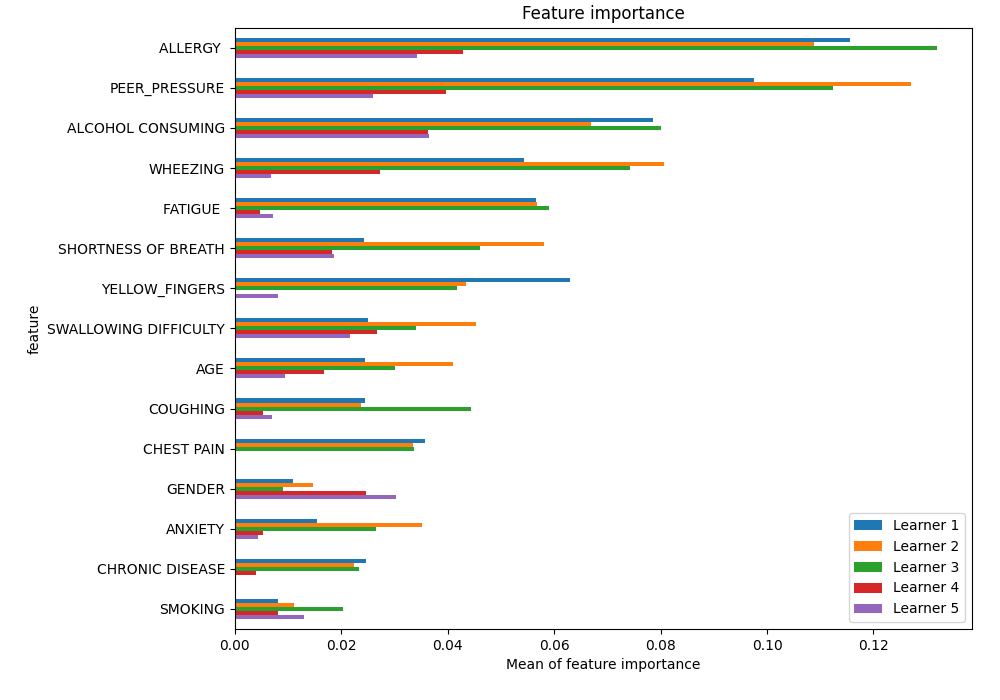 Feature importance
ALLERGY
PEER_PRESSURE
ALCOHOL CONSUMING
WHEEZING
FATIGUE
SHORTNESS OF BREATH
YELLOW_FINGERS
SWALLOWING DIFFICULTY
AGE
COUGHING
CHEST PAIN
GENDER
ANXIETY
CHRONIC DISEASE
SMOKING
feature
Learner 1
Learner 2
Learner 3
Learner 4
Learner 5
0.00 0.02 0.04 0.06 0.08 0.10 0.12
Mean of feature importance